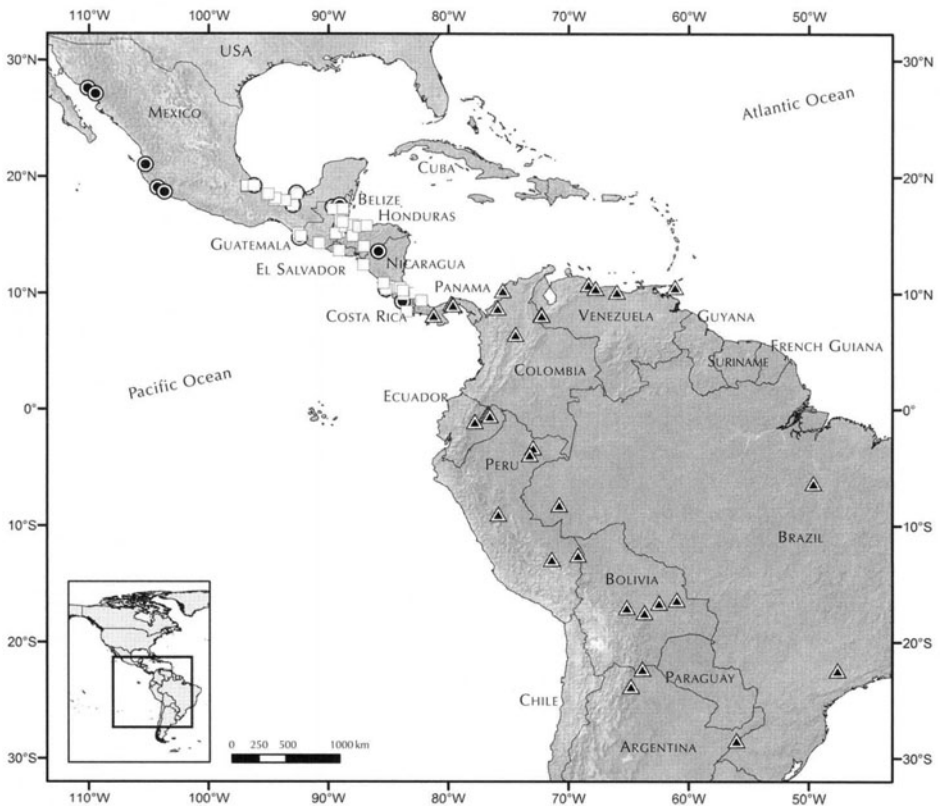 110°W 100°W 90°W 80°W 70°W 60°W 50°W
30°N USA 30°N
Atlantic Ocean
MEXICO
20°N CUBA 20°N
BELIZE
HONDURAS
GUATEMALA
NICARAGUA
EL SALVADOR
PANAMA
10°N VENEZUELA 10°N
COSTA RICA GUYANA
FRENCH GUIANA
SURINAME
Pacific Ocean COLOMBIA
ECUADOR
0° 0°
PERU
10°S 10°S
BRAZIL
BOLIVIA
20°S 20°S
PARAGUAY
CHILE
0 250 500 1000 km
ARGENTINA
30°S 30°S
110°W 100°W 90°W 80°W 70°W 60°W 50°W